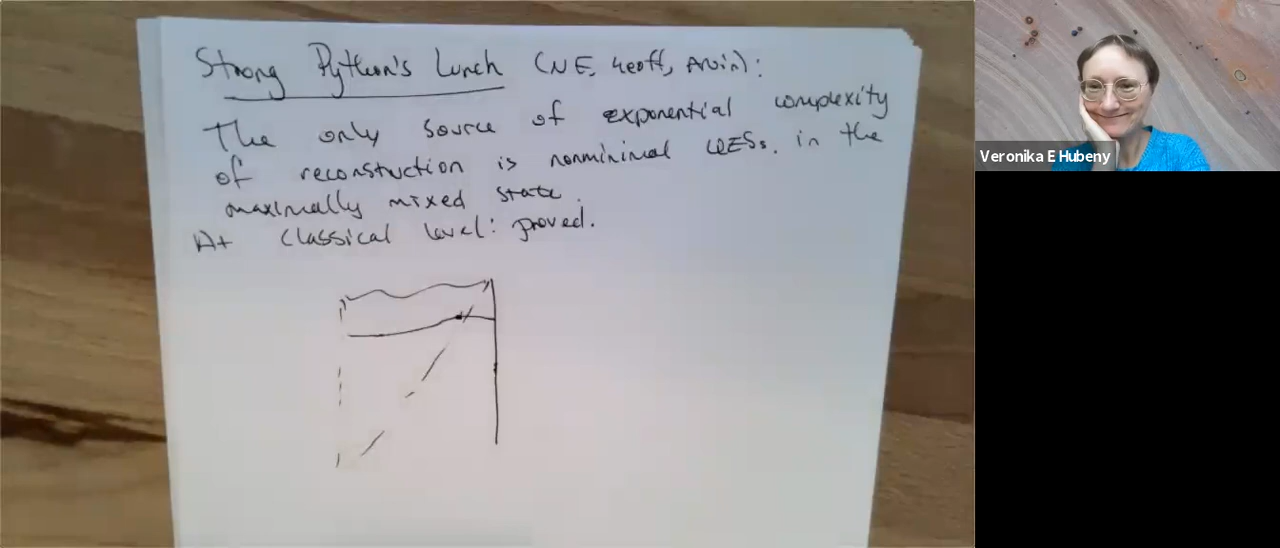 Strong Python's Lunch (NE, Geoff, Arvin):
The only source of exponential complexity
of reconstruction is nonminimal QESs. in the
maximally mixed state.
At classical level: proved.
Veronika E Hubeny